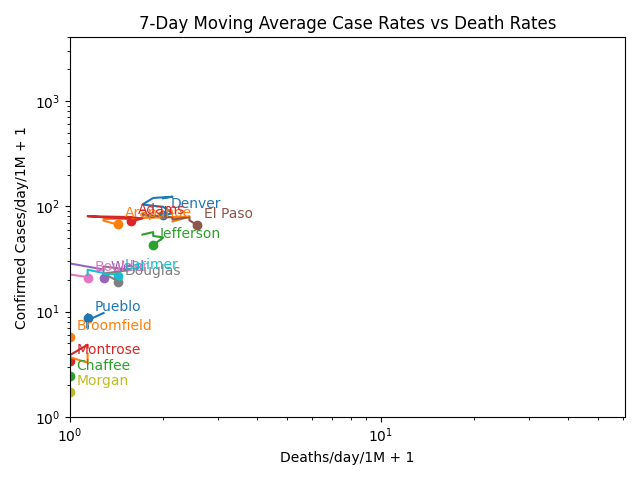 7-Day Moving Average Case Rates vs Death Rates
Confirmed Cases/day/1M + 1
10³
10²
10¹
10⁰
Denver
Adams
El Paso
Jefferson
Larimer
Douglas
Pueblo
Broomfield
Montrose
Chaffee
Morgan
10⁰
10¹
Deaths/day/1M + 1